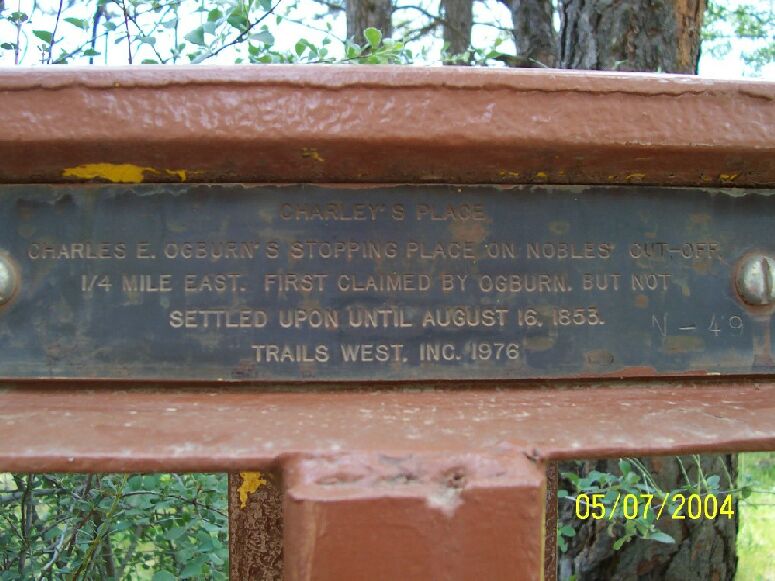 CHARLEY'S PLACE
CHARLES E. OGBURN'S STOPPING PLACE ON NOBLES' CUT-OFF,
1/4 MILE EAST. FIRST CLAIMED BY OGBURN, BUT NOT
SETTLED UPON UNTIL AUGUST 16, 1853.
N-49
TRAILS WEST, INC. 1976
05/07/2004